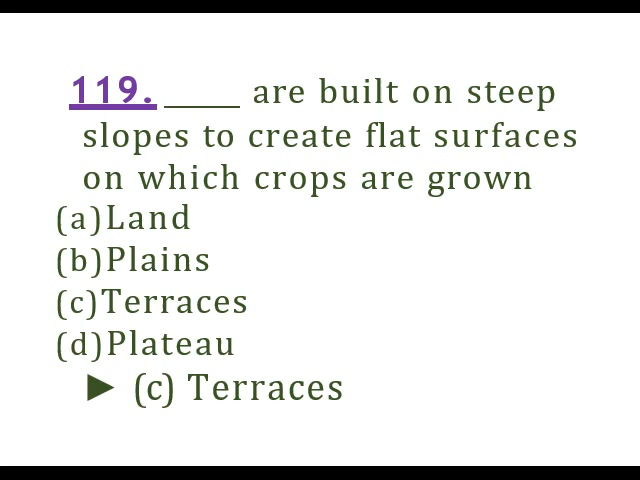 119. _____ are built on steep
slopes to create flat surfaces
on which crops are grown
(a)Land
(b)Plains
(c)Terraces
(d)Plateau
► (c) Terraces